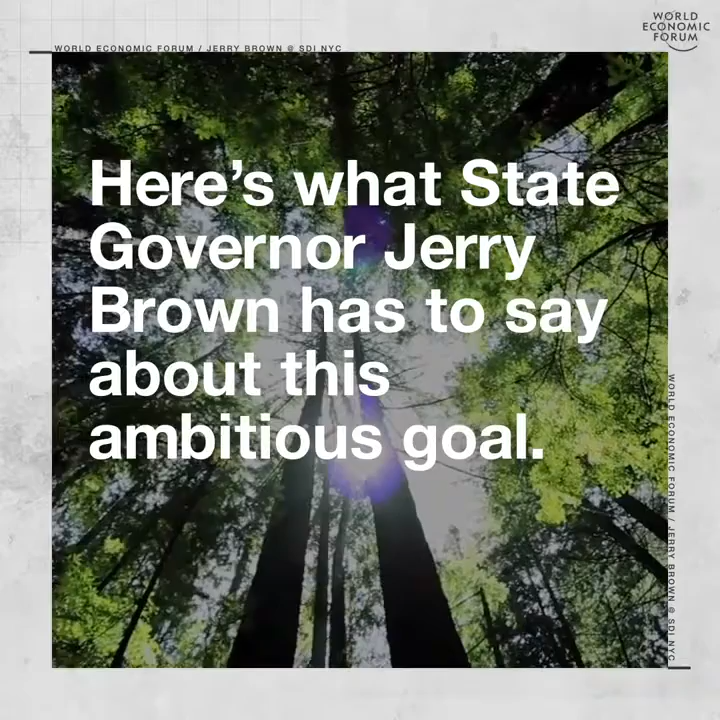 WORLD
ECONOMIC
FORUM
WORLD ECONOMIC FORUM / JERRY BROWN @ SDI NYC
Here’s what State
Governor Jerry
Brown has to say
about this
ambitious goal.
WORLD ECONOMIC FORUM / JERRY BROWN @ SDI NYC